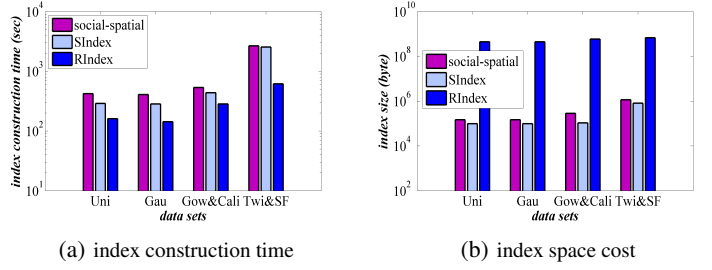 index construction time (sec)
10^4
10^3
10^2
10^1
social-spatial
SIndex
RIndex
Uni Gau Gow&Cali Twi&SF
data sets
(a) index construction time
index size (byte)
10^10
10^8
10^6
10^4
10^2
social-spatial
SIndex
RIndex
Uni Gau Gow&Cali Twi&SF
data sets
(b) index space cost